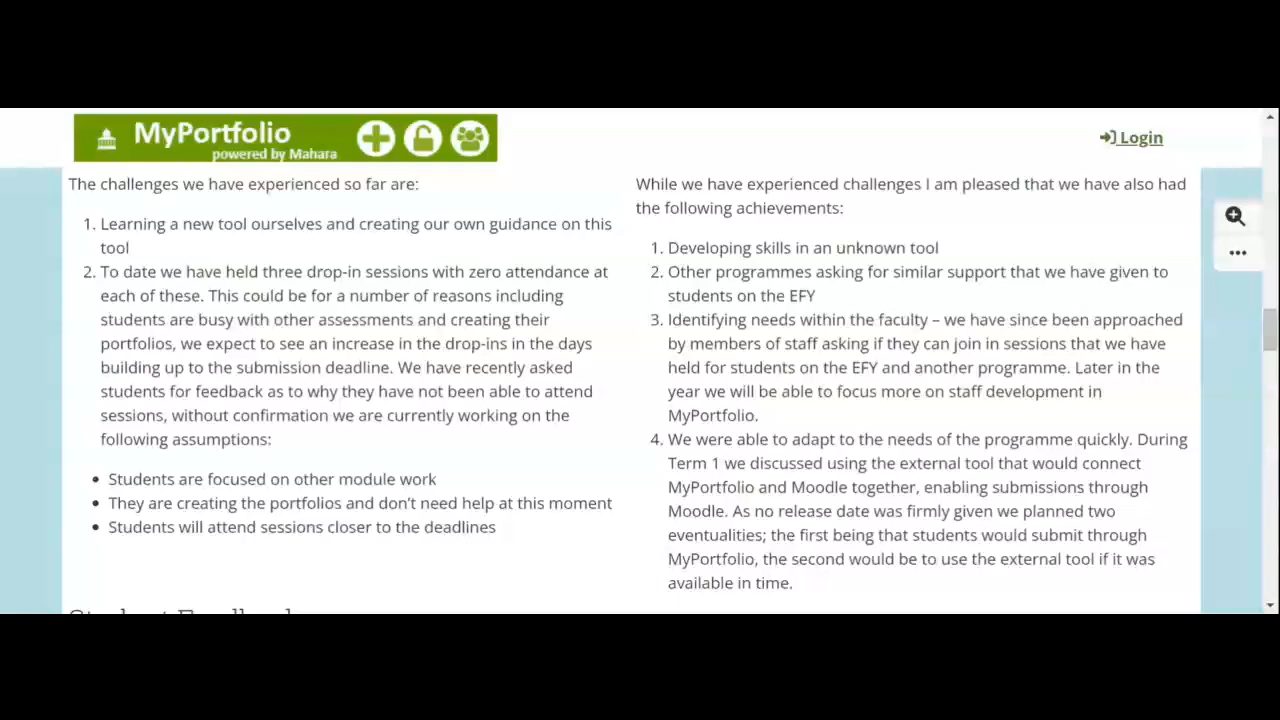 MyPortfolio
powered by Mahara
Login
The challenges we have experienced so far are:
1. Learning a new tool ourselves and creating our own guidance on this
tool
2. To date we have held three drop-in sessions with zero attendance at
each of these. This could be for a number of reasons including
students are busy with other assessments and creating their
portfolios, we expect to see an increase in the drop-ins in the days
building up to the submission deadline. We have recently asked
students for feedback as to why they have not been able to attend
sessions, without confirmation we are currently working on the
following assumptions:
• Students are focused on other module work
• They are creating the portfolios and don’t need help at this moment
• Students will attend sessions closer to the deadlines
While we have experienced challenges I am pleased that we have also had
the following achievements:
1. Developing skills in an unknown tool
2. Other programmes asking for similar support that we have given to
students on the EFY
3. Identifying needs within the faculty – we have since been approached
by members of staff asking if they can join in sessions that we have
held for students on the EFY and another programme. Later in the
year we will be able to focus more on staff development in
MyPortfolio.
4. We were able to adapt to the needs of the programme quickly. During
Term 1 we discussed using the external tool that would connect
MyPortfolio and Moodle together, enabling submissions through
Moodle. As no release date was firmly given we planned two
eventualities; the first being that students would submit through
MyPortfolio, the second would be to use the external tool if it was
available in time.